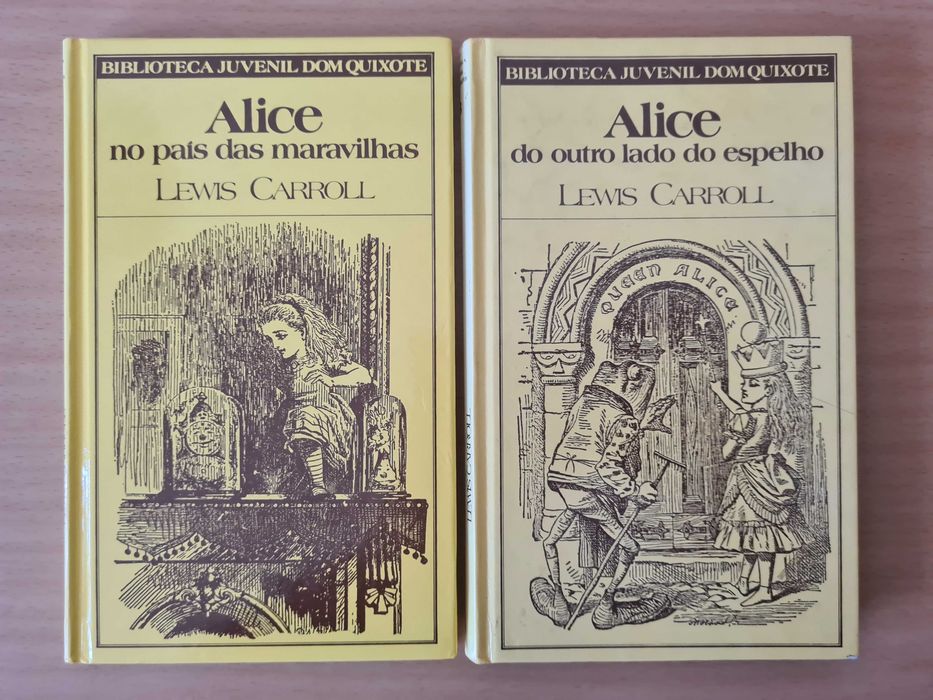 BIBLIOTECA JUVENIL DOM QUIXOTE
Alice
no país das maravilhas
LEWIS CARROLL
BIBLIOTECA JUVENIL DOM QUIXOTE
Alice
do outro lado do espelho
LEWIS CARROLL
QUEEN ALICE